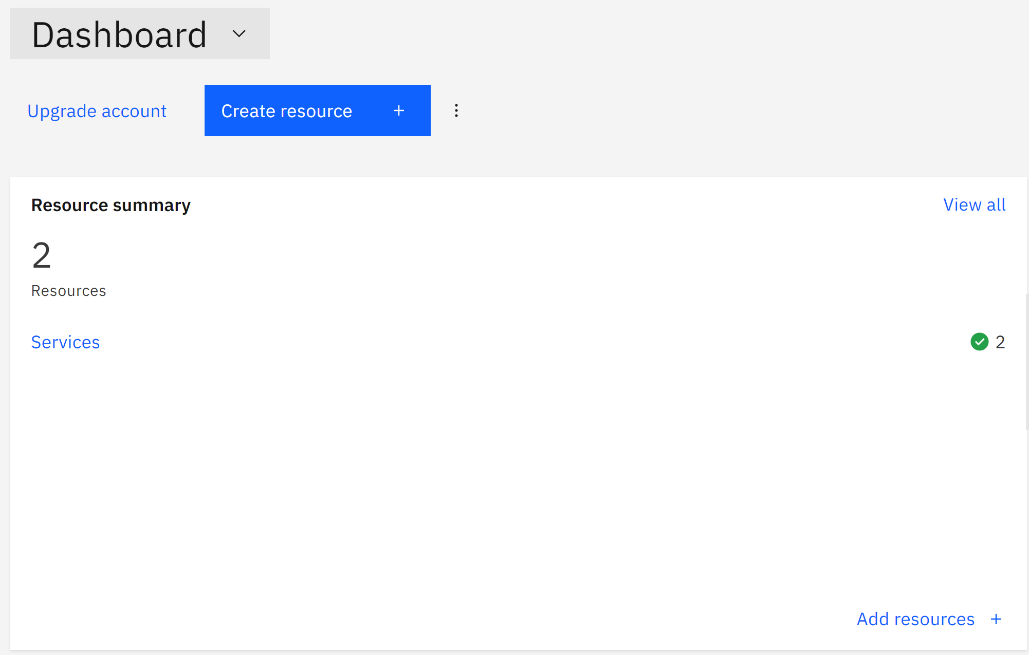 Dashboard
Upgrade account
Create resource +
Resource summary
View all
2
Resources
Services
2
Add resources +